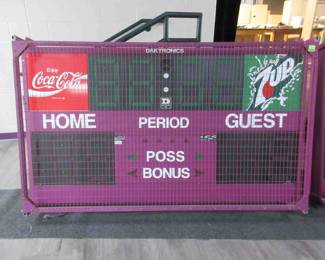 DAKTRONICS
Enjoy
Coca-Cola
7UP
HOME PERIOD GUEST
POSS
BONUS